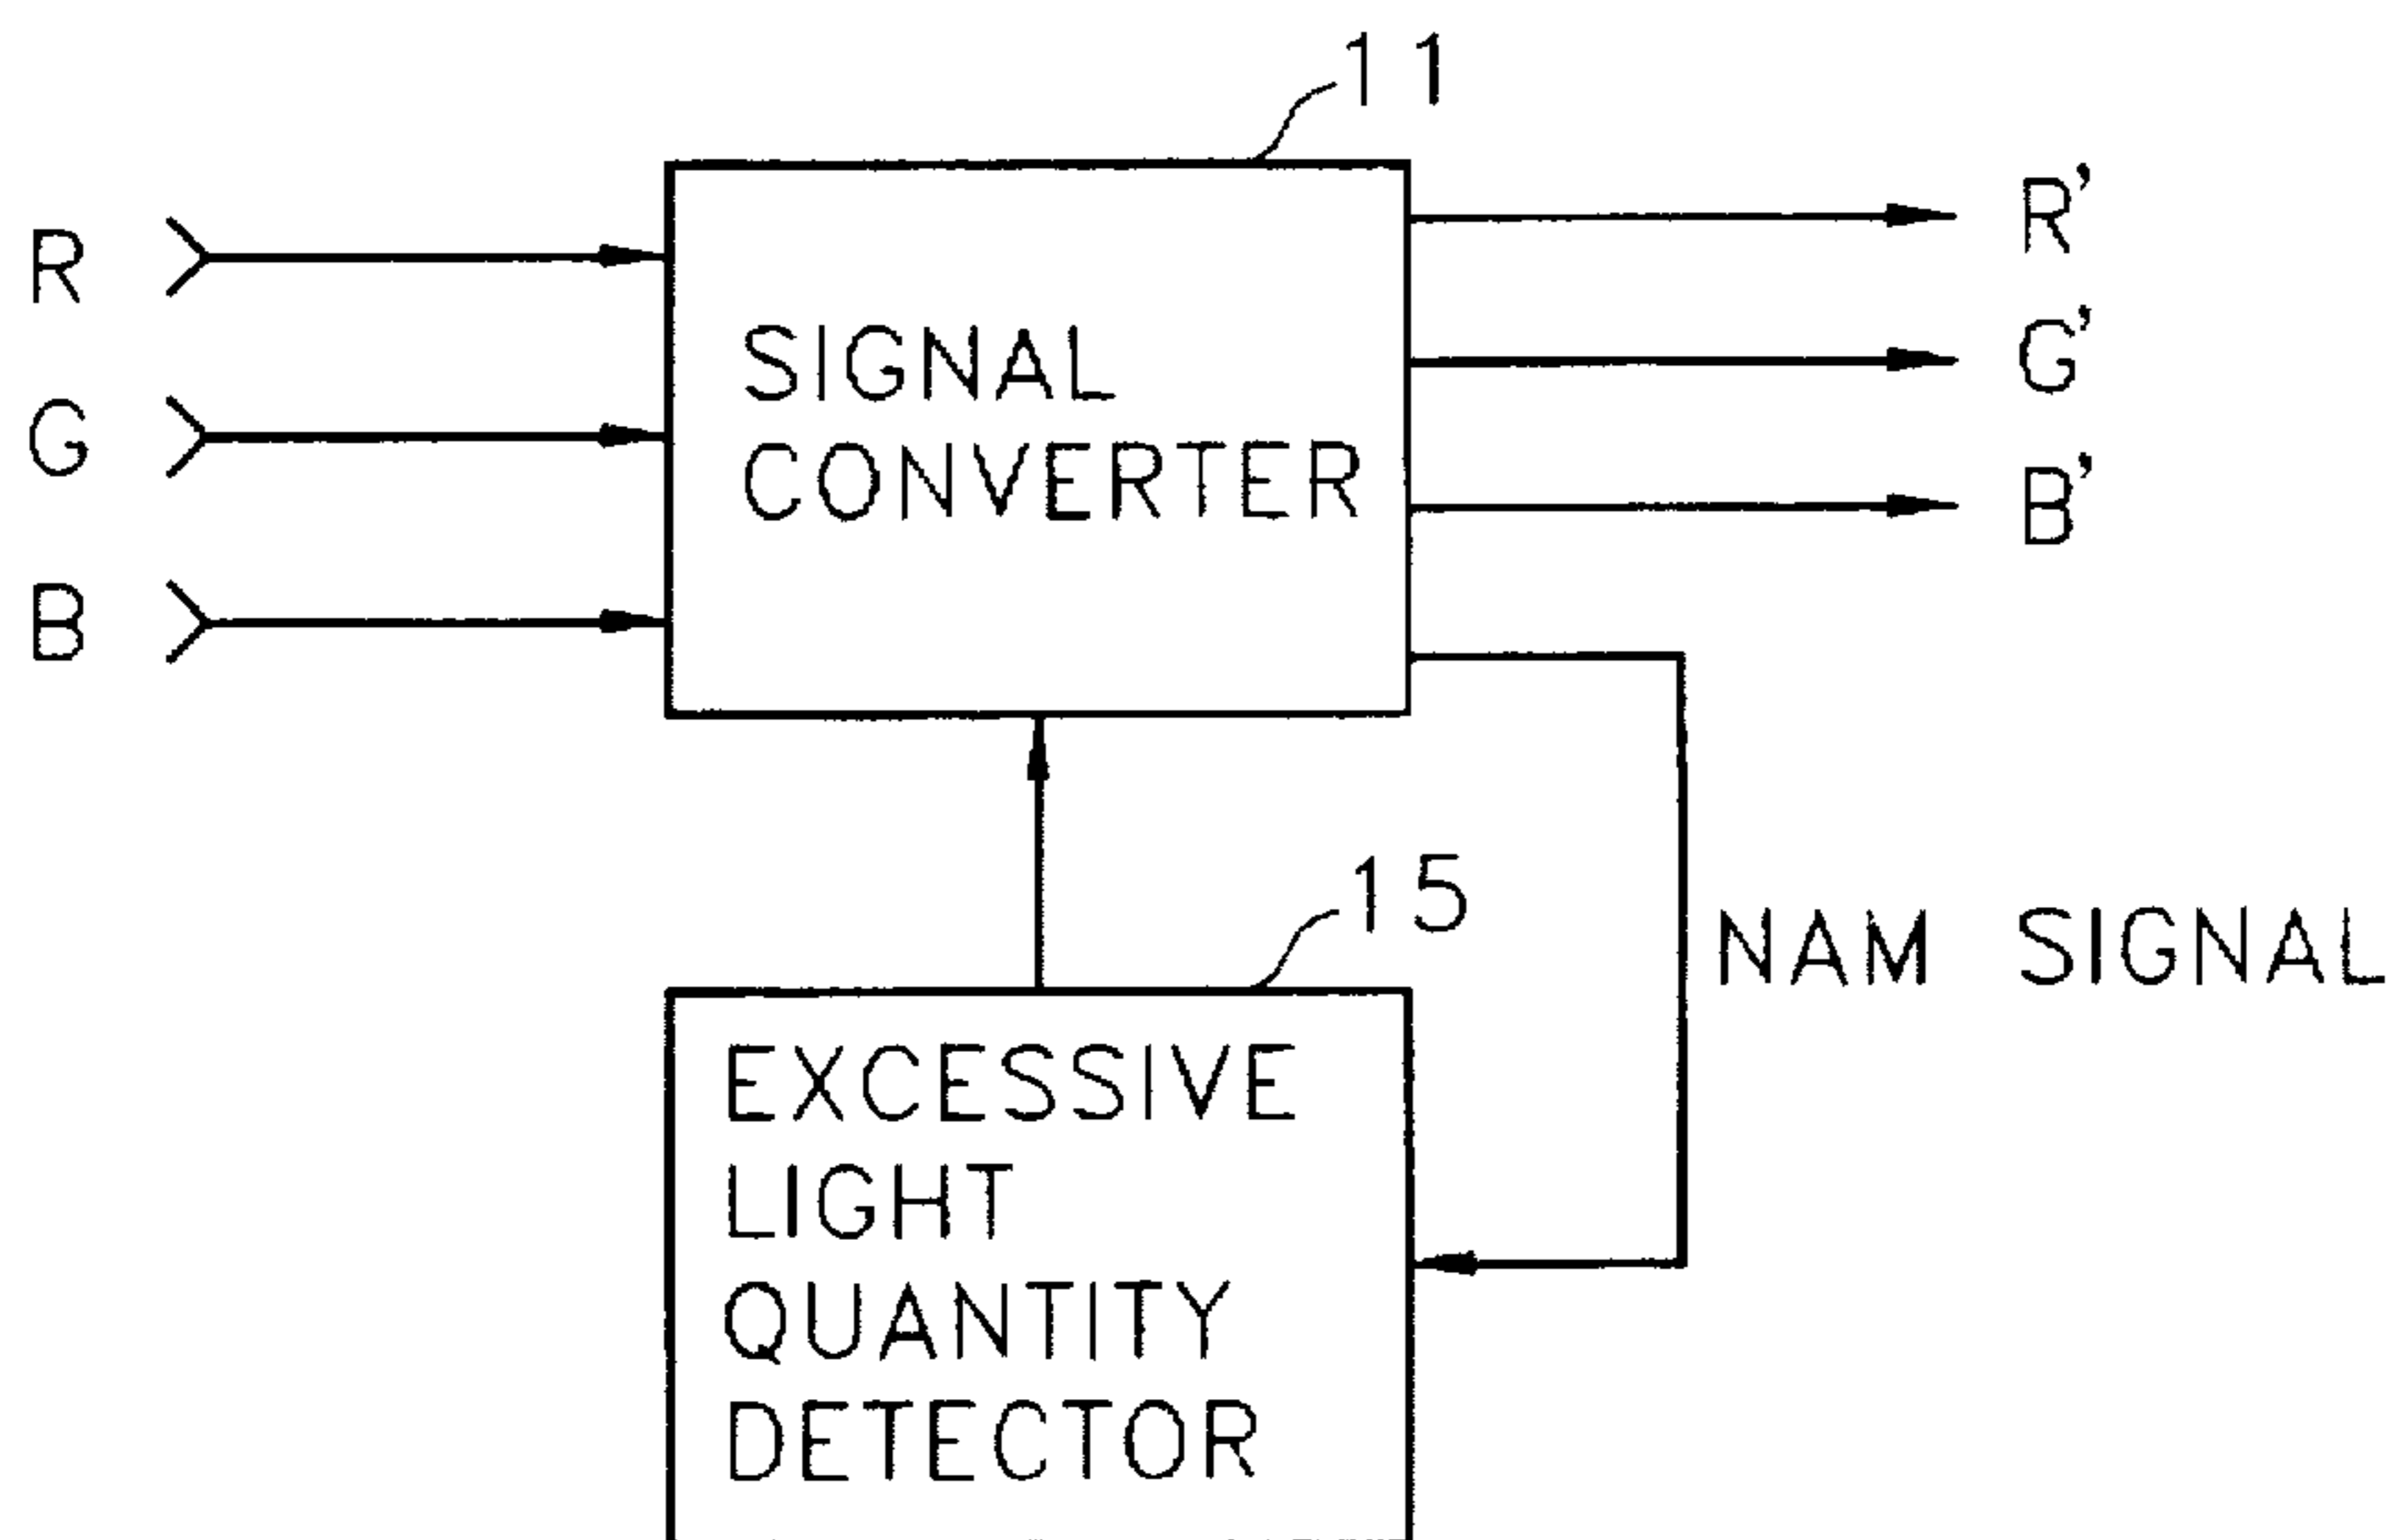 11
R
G
B
SIGNAL
CONVERTER
R'
G'
B'
15
NAM SIGNAL
EXCESSIVE
LIGHT
QUANTITY
DETECTOR